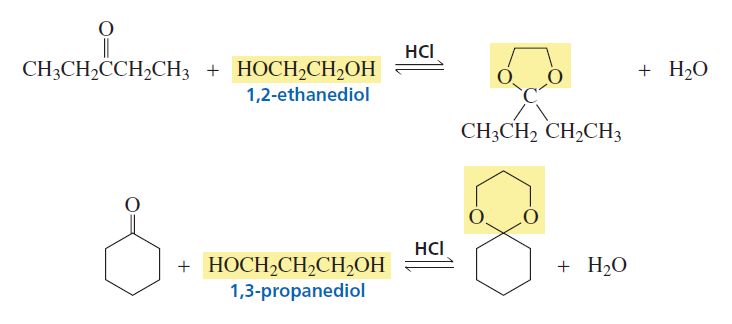 O
CH₃CH₂CCH₂CH₃ + HOCH₂CH₂OH HCl O O + H₂O
1,2-ethanediol C
CH₃CH₂ CH₂CH₃
O O O
+ HOCH₂CH₂CH₂OH HCl + H₂O
1,3-propanediol